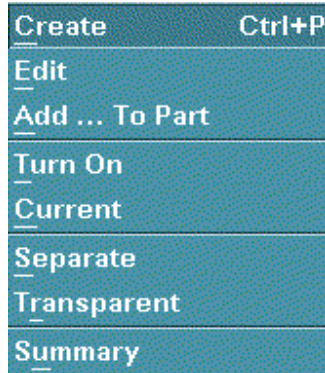 Create Ctrl+P
Edit
Add ... To Part
Turn On
Current
Separate
Transparent
Summary